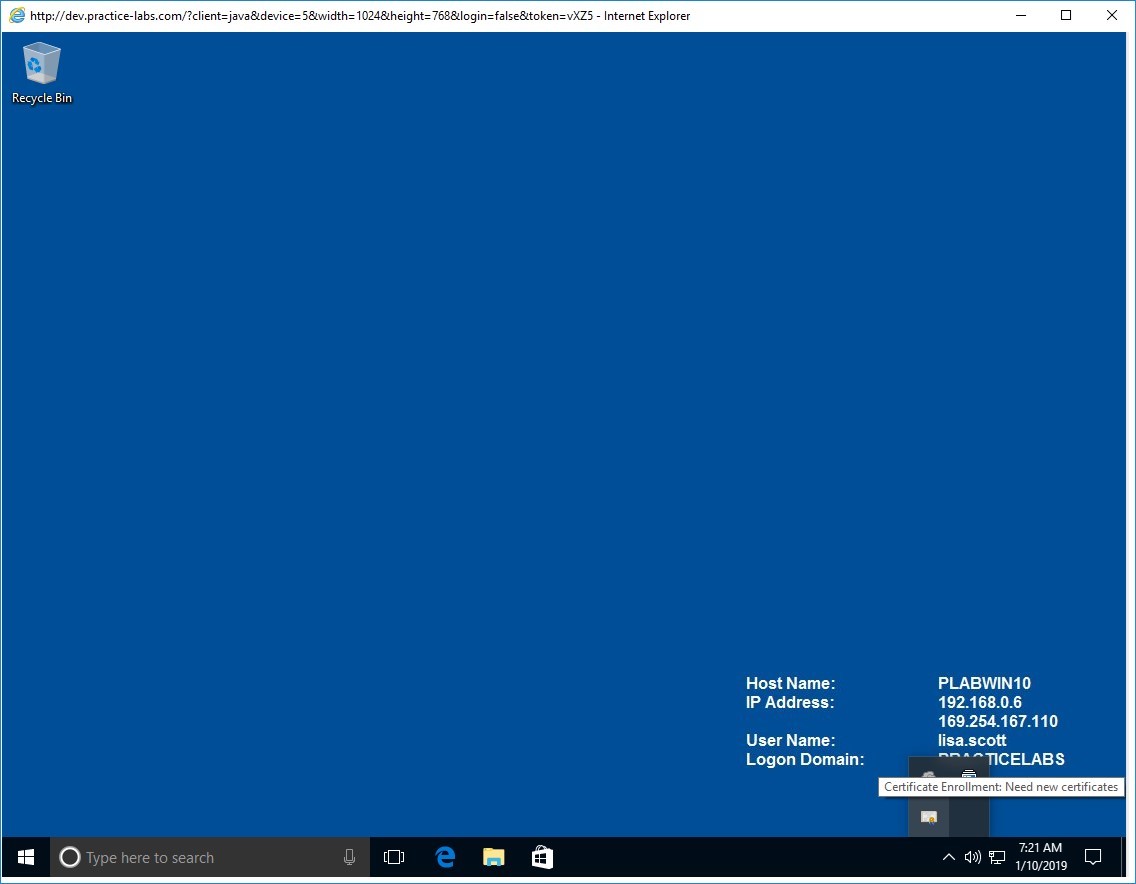 http://dev.practice-labs.com/?client=java&device=5&width=1024&height=768&login=false&token=vXZ5 - Internet Explorer
Recycle Bin
Host Name: PLABWIN10
IP Address: 192.168.0.6
169.254.167.110
User Name: lisa.scott
Logon Domain: PRACTICELABS
Certificate Enrollment: Need new certificates
Type here to search
7:21 AM
1/10/2019